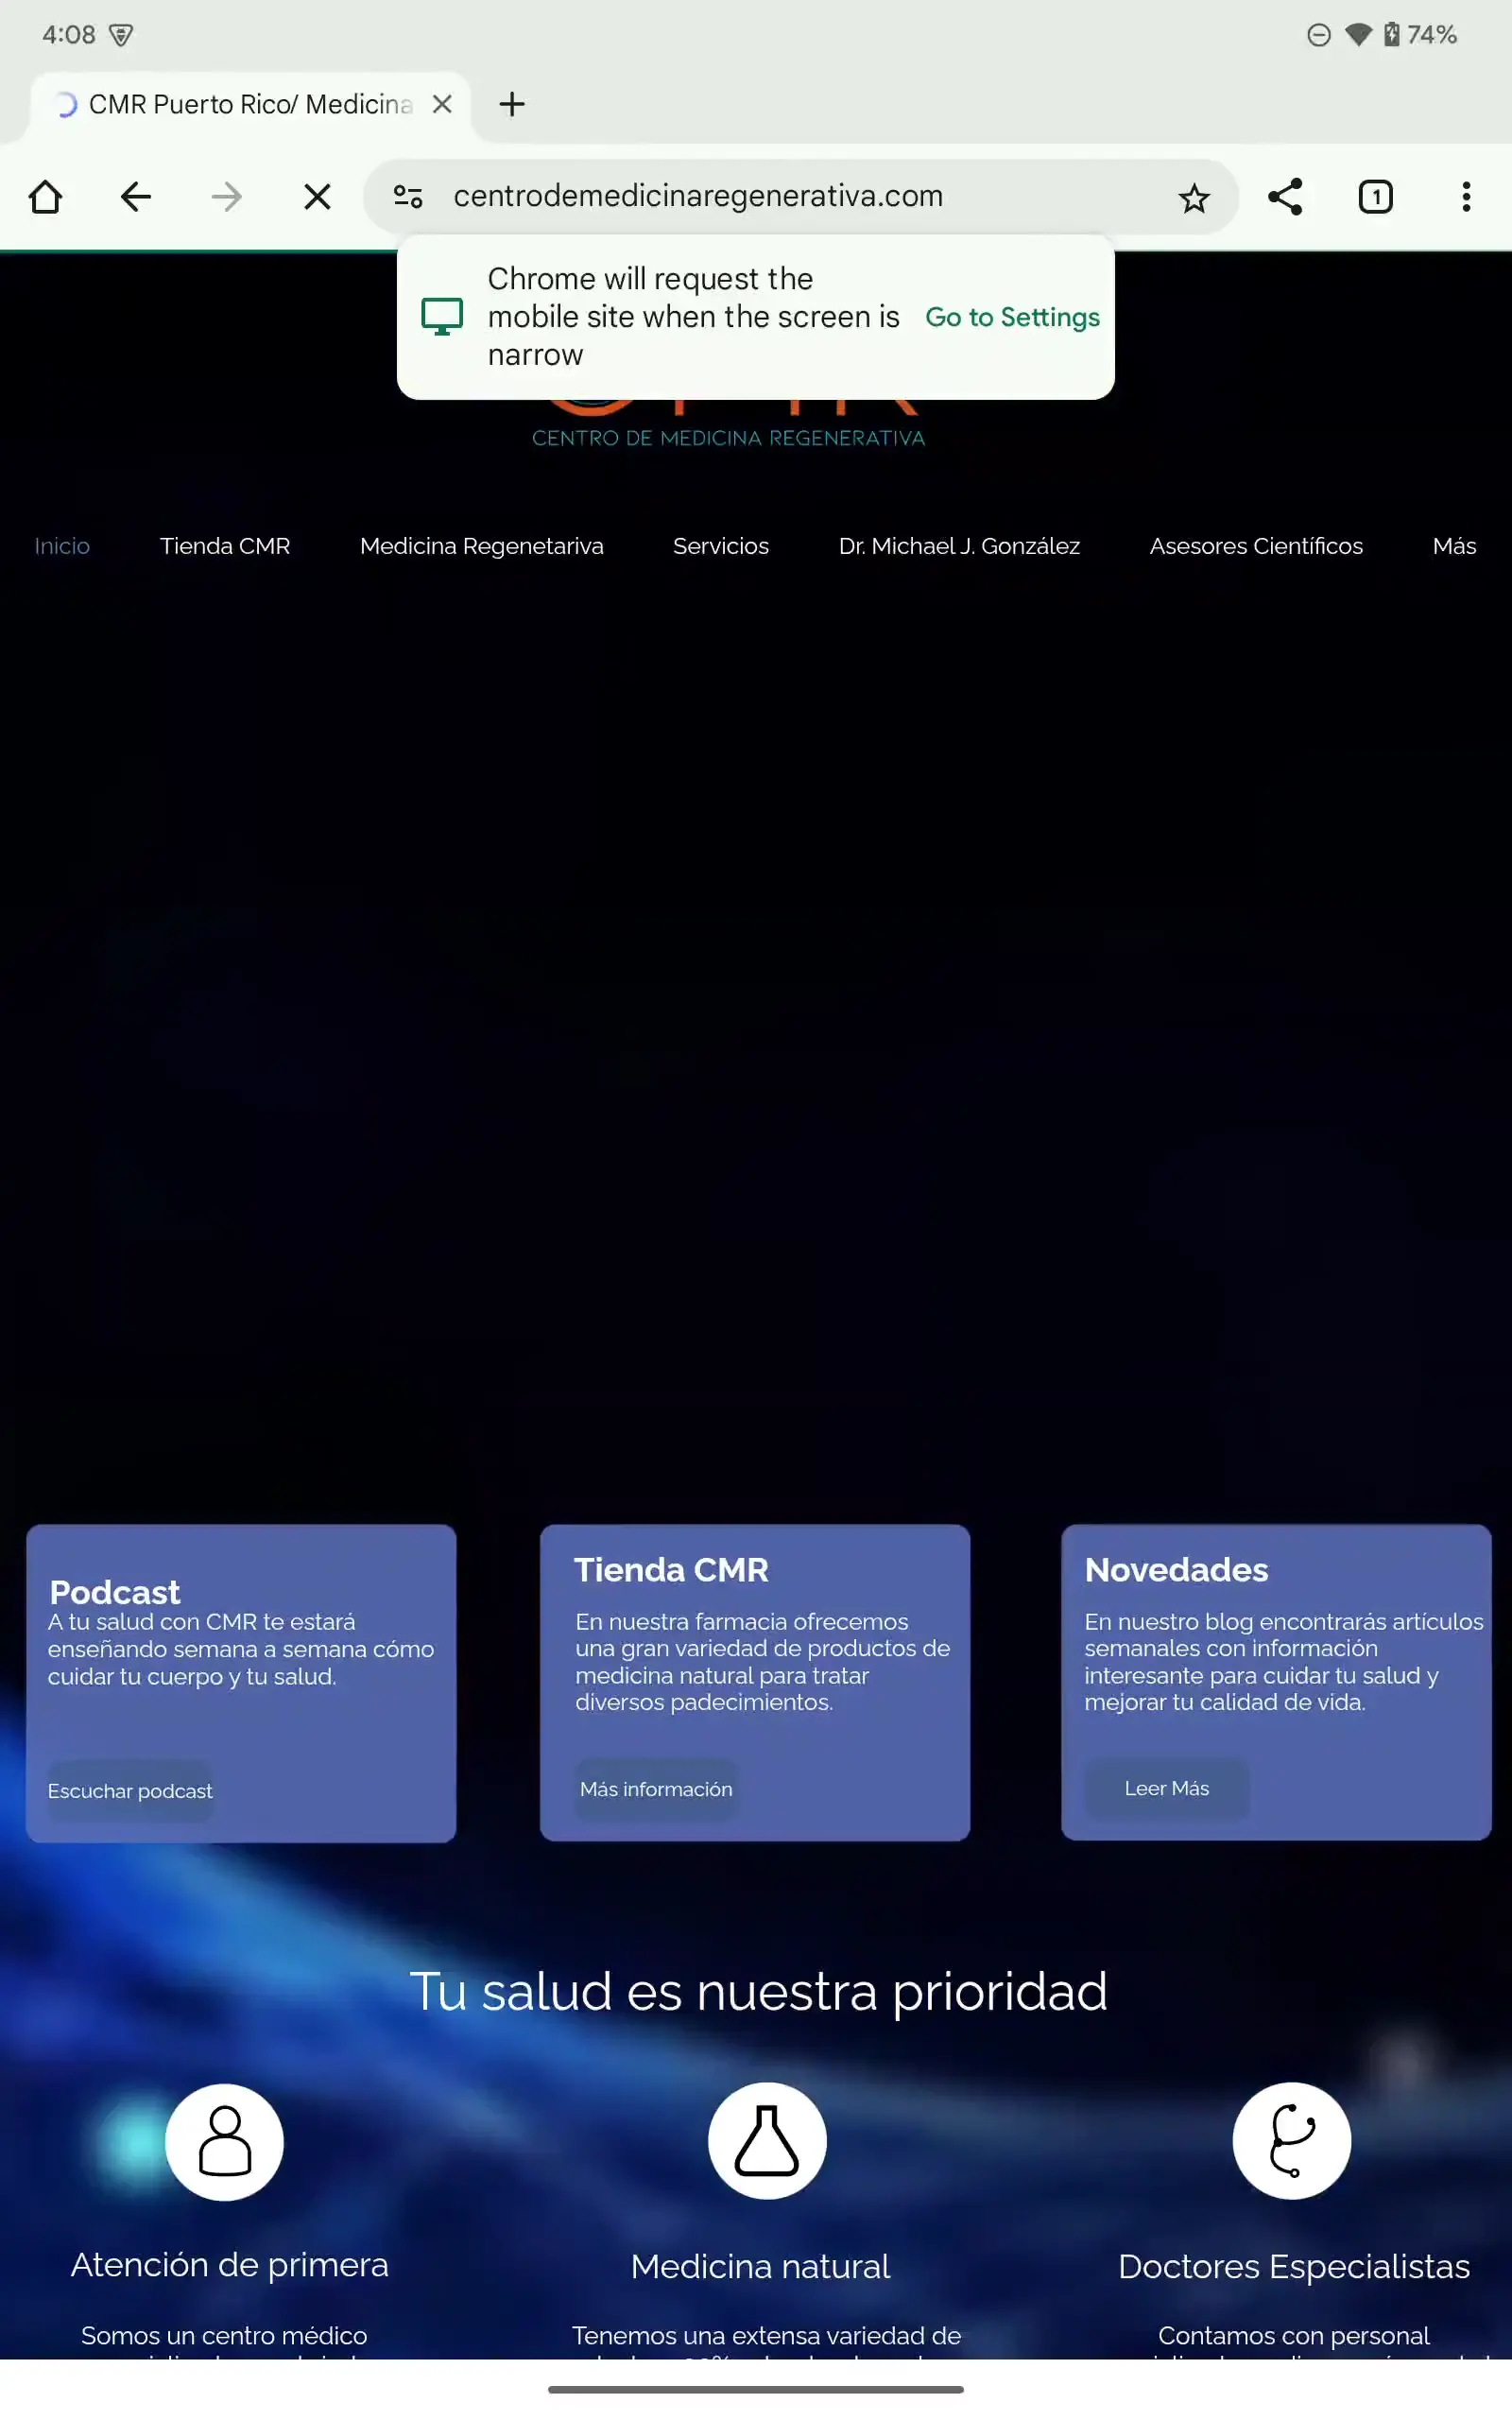 4:08
74%
CMR Puerto Rico/ Medicina
centrodemedicinaregenerativa.com
1
Chrome will request the
mobile site when the screen is
narrow
Go to Settings
CENTRO DE MEDICINA REGENERATIVA
Inicio Tienda CMR Medicina Regenetariva Servicios Dr. Michael J. González Asesores Científicos Más
Podcast
A tu salud con CMR te estará
enseñando semana a semana cómo
cuidar tu cuerpo y tu salud.
Escuchar podcast
Tienda CMR
En nuestra farmacia ofrecemos
una gran variedad de productos de
medicina natural para tratar
diversos padecimientos.
Más información
Novedades
En nuestro blog encontrarás artículos
semanales con información
interesante para cuidar tu salud y
mejorar tu calidad de vida.
Leer Más
Tu salud es nuestra prioridad
Atención de primera
Somos un centro médico
Medicina natural
Tenemos una extensa variedad de
Doctores Especialistas
Contamos con personal